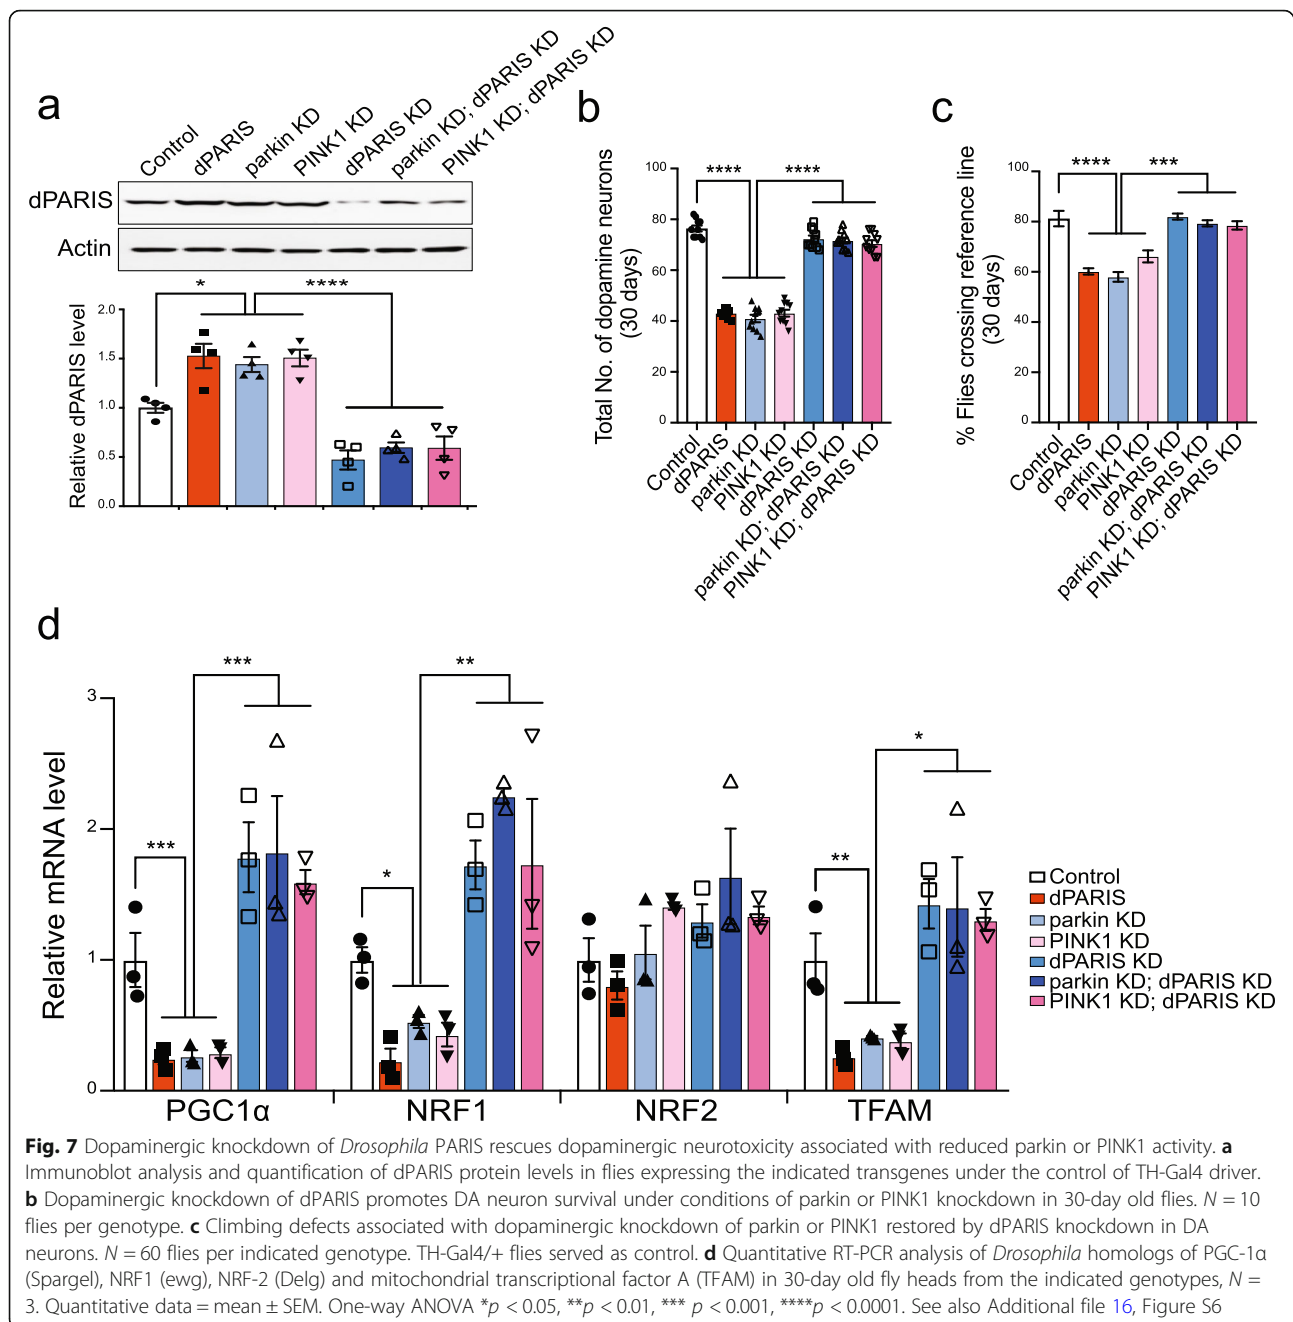 a
Control
dPARIS
parkin KD
PINK1 KD
dPARIS KD
parkin KD; dPARIS KD
PINK1 KD; dPARIS KD
dPARIS
Actin
Relative dPARIS level
2.0
1.5
1.0
0.5
0.0
*
****
b
Total No. of dopamine neurons
(30 days)
100
80
60
40
20
0
****
****
Control
dPARIS
parkin KD
PINK1 KD
dPARIS KD
parkin KD; dPARIS KD
PINK1 KD; dPARIS KD
c
% Flies crossing reference line
(30 days)
100
80
60
40
20
0
****
***
Control
dPARIS
parkin KD
PINK1 KD
dPARIS KD
parkin KD; dPARIS KD
PINK1 KD; dPARIS KD
d
Relative mRNA level
3
2
1
0
***
***
*
**
**
*
PGC1α
NRF1
NRF2
TFAM
Control
dPARIS
parkin KD
PINK1 KD
dPARIS KD
parkin KD; dPARIS KD
PINK1 KD; dPARIS KD
Fig. 7 Dopaminergic knockdown of Drosophila PARIS rescues dopaminergic neurotoxicity associated with reduced parkin or PINK1 activity. a
Immunoblot analysis and quantification of dPARIS protein levels in flies expressing the indicated transgenes under the control of TH-Gal4 driver.
b Dopaminergic knockdown of dPARIS promotes DA neuron survival under conditions of parkin or PINK1 knockdown in 30-day old flies. N = 10
flies per genotype. c Climbing defects associated with dopaminergic knockdown of parkin or PINK1 restored by dPARIS knockdown in DA
neurons. N = 60 flies per indicated genotype. TH-Gal4/+ flies served as control. d Quantitative RT-PCR analysis of Drosophila homologs of PGC-1α
(Spargel), NRF1 (ewg), NRF-2 (Delg) and mitochondrial transcriptional factor A (TFAM) in 30-day old fly heads from the indicated genotypes, N =
3. Quantitative data = mean ± SEM. One-way ANOVA *p < 0.05, **p < 0.01, *** p < 0.001, ****p < 0.0001. See also Additional file 16, Figure S6